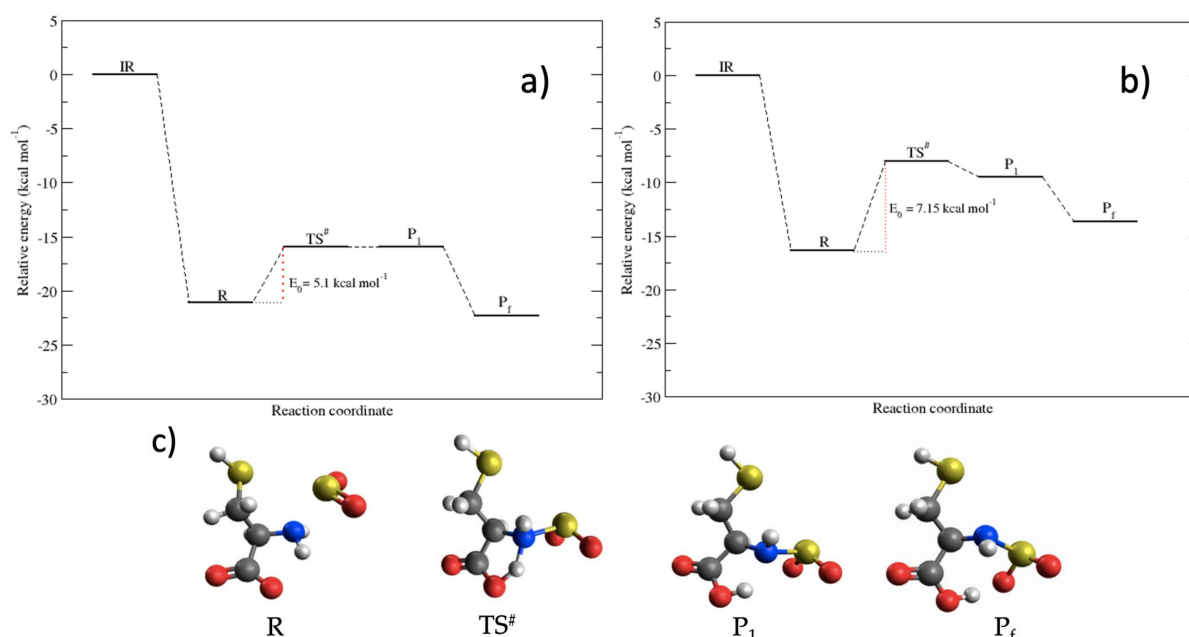 a)
5
0
-5
-10
-15
-20
-25
-30
Relative energy (kcal mol⁻¹)
IR
R
TS#
P1
Pf
E0= 5.1 kcal mol⁻¹
Reaction coordinate
b)
5
0
-5
-10
-15
-20
-25
-30
Relative energy (kcal mol⁻¹)
IR
R
TS#
P1
Pf
E0 = 7.15 kcal mol⁻¹
Reaction coordinate
c)
R
TS#
P1
Pf